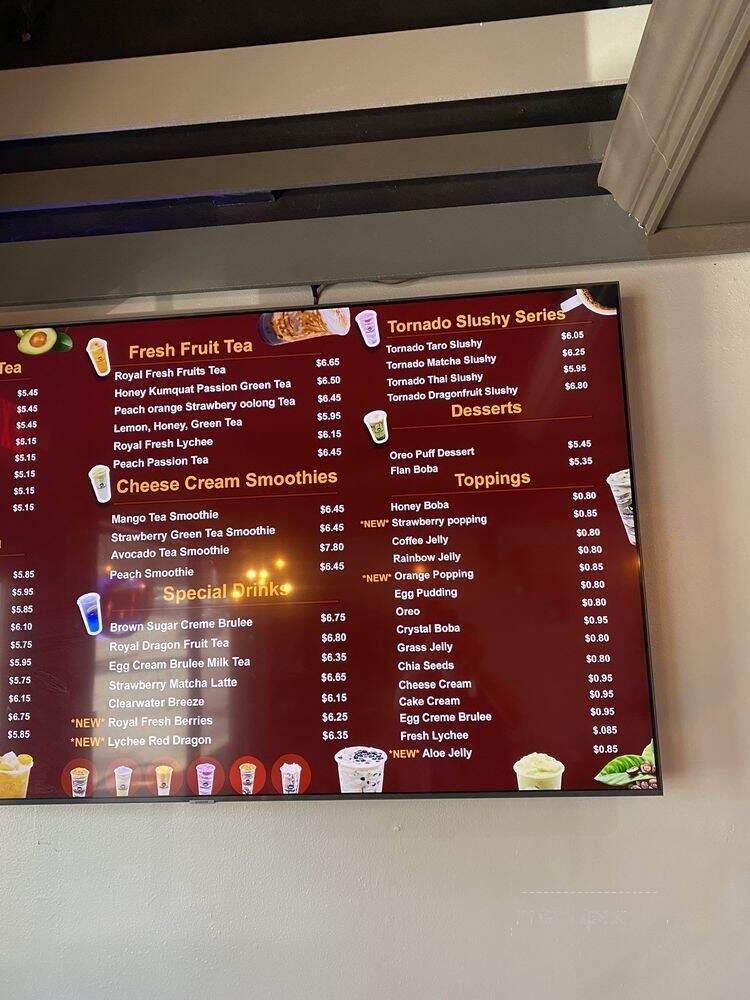 Tea
$5.45
$5.45
$5.45
$5.15
$5.15
$5.15
$5.15
$5.15
$5.85
$5.95
$5.85
$6.10
$5.75
$5.95
$5.75
$6.15
$6.75
$5.85
Fresh Fruit Tea
Royal Fresh Fruits Tea $6.65
Honey Kumquat Passion Green Tea $6.50
Peach orange Strawbery oolong Tea $6.45
Lemon, Honey, Green Tea $5.95
Royal Fresh Lychee $6.15
Peach Passion Tea $6.45
Cheese Cream Smoothies
Mango Tea Smoothie $6.45
Strawberry Green Tea Smoothie $6.45
Avocado Tea Smoothie $7.80
Peach Smoothie $6.45
Special Drinks
Brown Sugar Creme Brulee $6.75
Royal Dragon Fruit Tea $6.80
Egg Cream Brulee Milk Tea $6.35
Strawberry Matcha Latte $6.65
Clearwater Breeze $6.15
*NEW* Royal Fresh Berries $6.25
*NEW* Lychee Red Dragon $6.35
Tornado Slushy Series
Tornado Taro Slushy $6.05
Tornado Matcha Slushy $6.25
Tornado Thai Slushy $5.95
Tornado Dragonfruit Slushy $6.80
Desserts
Oreo Puff Dessert $5.45
Flan Boba $5.35
Toppings
Honey Boba $0.80
*NEW* Strawberry popping $0.85
Coffee Jelly $0.80
Rainbow Jelly $0.80
*NEW* Orange Popping $0.85
Egg Pudding $0.80
Oreo $0.80
Crystal Boba $0.95
Grass Jelly $0.80
Chia Seeds $0.80
Cheese Cream $0.95
Cake Cream $0.95
Egg Creme Brulee $0.95
Fresh Lychee $.085
*NEW* Aloe Jelly $0.85